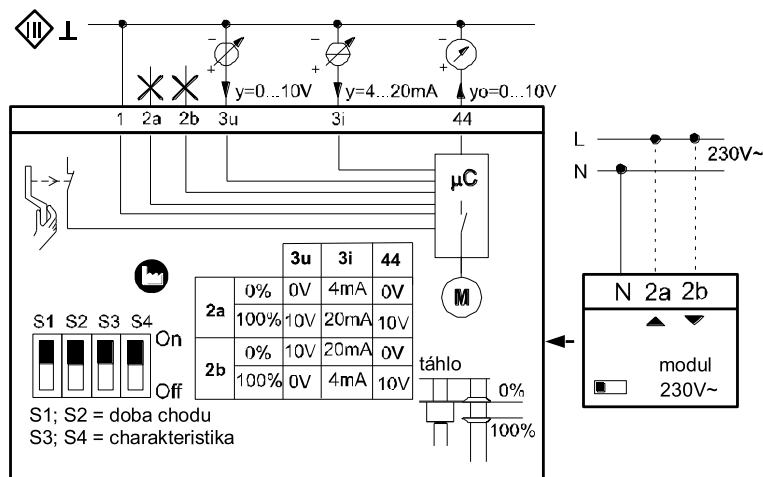 y=0...10V y=4...20mA yo=0...10V
1 2a 2b 3u 3i 44
L
230V~
N
µC
M
3u 3i 44
2a 0% 0V 4mA 0V
100% 10V 20mA 10V
2b 0% 10V 20mA 0V
100% 0V 4mA 10V
S1 S2 S3 S4
On
Off
S1; S2 = doba chodu
S3; S4 = charakteristika
táhlo
0%
100%
N 2a 2b
modul
230V~